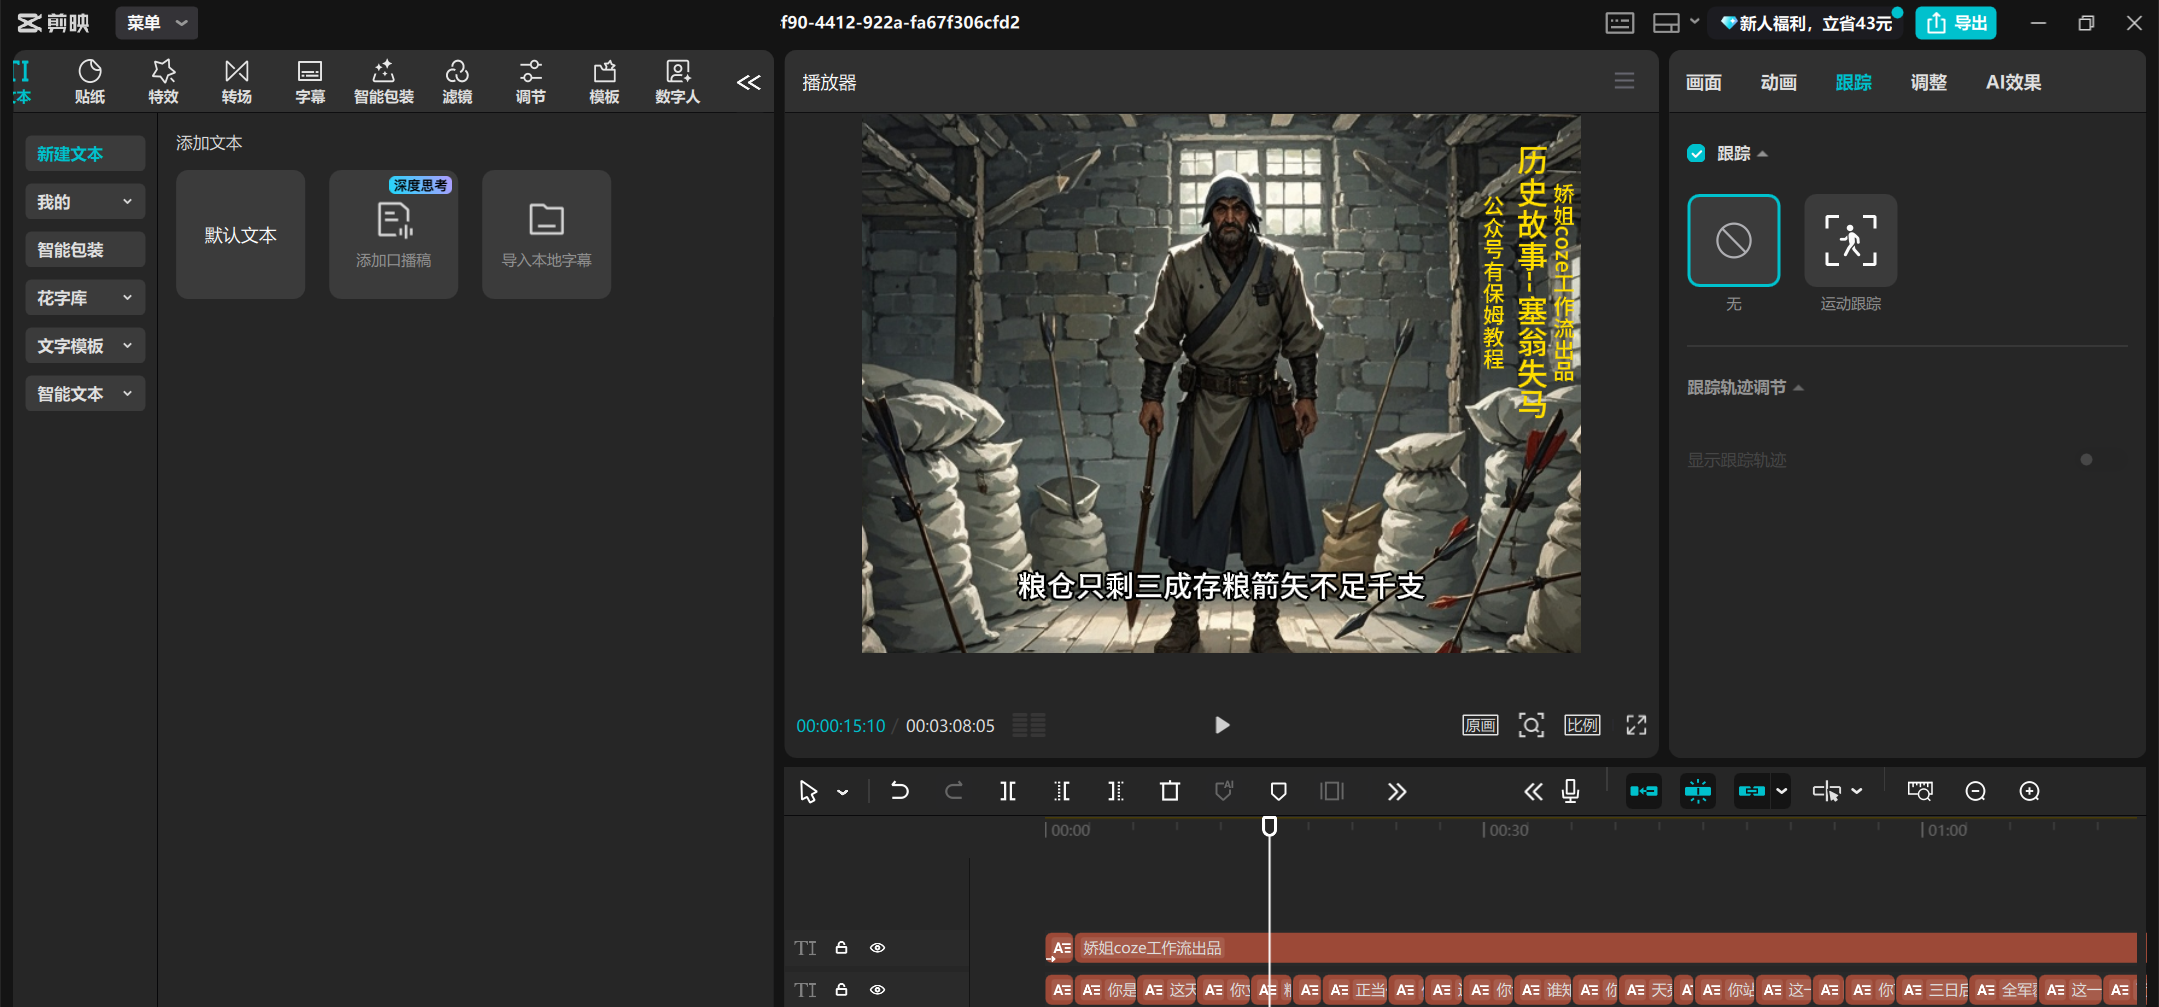 剪映
菜单
f90-4412-922a-fa67f306cfd2
新人福利，立省43元
导出
文本
贴纸
特效
转场
字幕
智能包装
滤镜
调节
模板
数字人
新建文本
我的
智能包装
花字库
文字模板
智能文本
添加文本
默认文本
深度思考
添加口播稿
导入本地字幕
播放器
历史故事-塞翁失马
娇姐coze工作流出品
公众号有保姆教程
粮仓只剩三成存粮箭矢不足千支
00:00:15:10 / 00:03:08:05
原画
比例
画面
动画
跟踪
调整
AI效果
跟踪
无
运动跟踪
跟踪轨迹调节
显示跟踪轨迹
AI
00:00
00:30
01:00
TI
娇姐coze工作流出品
TI
你是
这天
正当
你
谁知
你
天
你站
这一
你
三日后
全军
这一